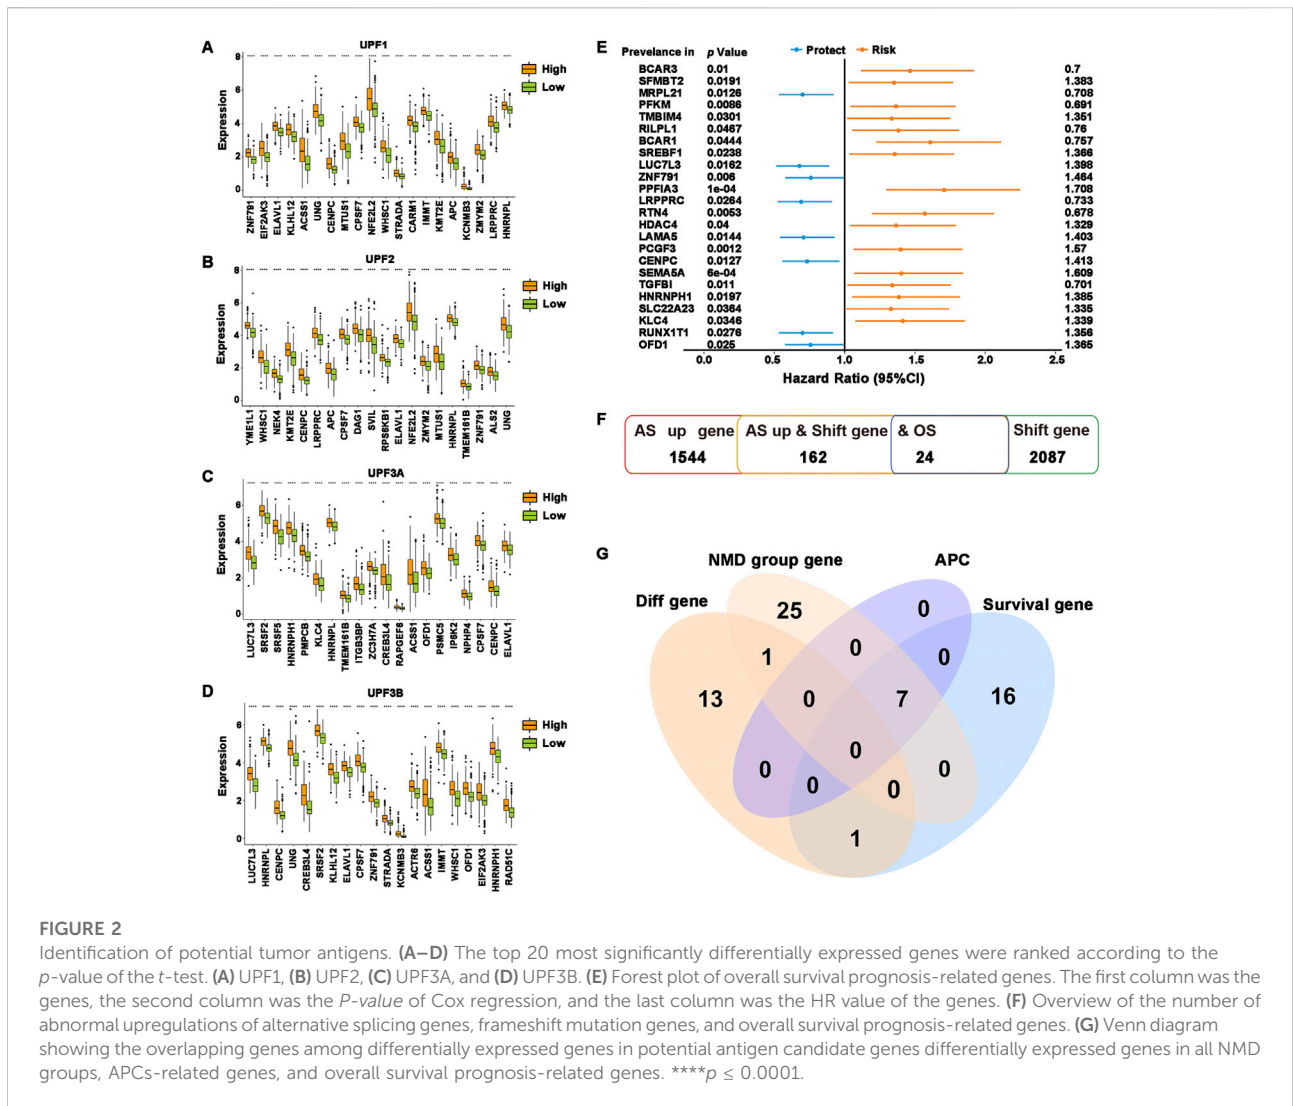 A
UPF1
Expression
8
6
4
2
0
High
Low
ZNF791 EIF2AK3 ELAVL1 KLHL12 ACSS1 UNG CENPC MTUS1 CPSF7 NFE2L2 WHSC1 STRADA CARM1 IMMT KMT2E APC KCNMB3 ZMYM2 LRPPRC HNRNPL
B
UPF2
Expression
8
6
4
2
0
High
Low
YME1L1 WHSC1 NEK4 KMT2E CENPC LRPPRC APC CPSF7 DAG1 SVIL RPS6KB1 ELAVL1 NFE2L2 ZMYM2 MTUS1 HNRNPL TMEM161B ZNF791 ALS2 UNG
C
UPF3A
Expression
6
4
2
0
High
Low
LUC7L3 SRSF2 SRSF5 HNRNPH1 PMPCB KLC4 HNRNPL TMEM161B ITGB3BP ZC3H7A CREB3L4 RAPGEF6 ACSS1 OFD1 PSMC5 IP6K2 NPHP4 CPSF7 CENPC ELAVL1
D
UPF3B
Expression
6
4
2
0
High
Low
LUC7L3 HNRNPL CENPC UNG CREB3L4 SRSF2 KLHL12 ELAVL1 CPSF7 ZNF791 STRADA KCNMB3 ACTR6 ACSS1 IMMT WHSC1 OFD1 EIF2AK3 HNRNPH1 RAD51C
E
Prevelance in p Value Protect Risk
BCAR3 0.01 0.7
SFMBT2 0.0191 1.383
MRPL21 0.0126 0.708
PFKM 0.0086 0.691
TMBIM4 0.0301 1.351
RILPL1 0.0467 0.76
BCAR1 0.0444 0.757
SREBF1 0.0238 1.366
LUC7L3 0.0162 1.398
ZNF791 0.006 1.464
PPFIA3 1e-04 1.708
LRPPRC 0.0264 0.733
RTN4 0.0053 0.678
HDAC4 0.04 1.329
LAMA5 0.0144 1.403
PCGF3 0.0012 1.57
CENPC 0.0127 1.413
SEMA5A 6e-04 1.609
TGFBI 0.011 0.701
HNRNPH1 0.0197 1.385
SLC22A23 0.0364 1.335
KLC4 0.0346 1.339
RUNX1T1 0.0276 1.356
OFD1 0.025 1.365
0.0 0.5 1.0 1.5 2.0 2.5
Hazard Ratio (95%CI)
F
AS up gene AS up & Shift gene & OS Shift gene
1544 162 24 2087
G
NMD group gene APC
Diff gene Survival gene
25 0
0
1 0
13 0 7 16
0
0 0 0 0
1
FIGURE 2
Identification of potential tumor antigens. (A–D) The top 20 most significantly differentially expressed genes were ranked according to the
p-value of the t-test. (A) UPF1, (B) UPF2, (C) UPF3A, and (D) UPF3B. (E) Forest plot of overall survival prognosis-related genes. The first column was the
genes, the second column was the P-value of Cox regression, and the last column was the HR value of the genes. (F) Overview of the number of
abnormal upregulations of alternative splicing genes, frameshift mutation genes, and overall survival prognosis-related genes. (G) Venn diagram
showing the overlapping genes among differentially expressed genes in potential antigen candidate genes differentially expressed genes in all NMD
groups, APCs-related genes, and overall survival prognosis-related genes. ****p ≤ 0.0001.